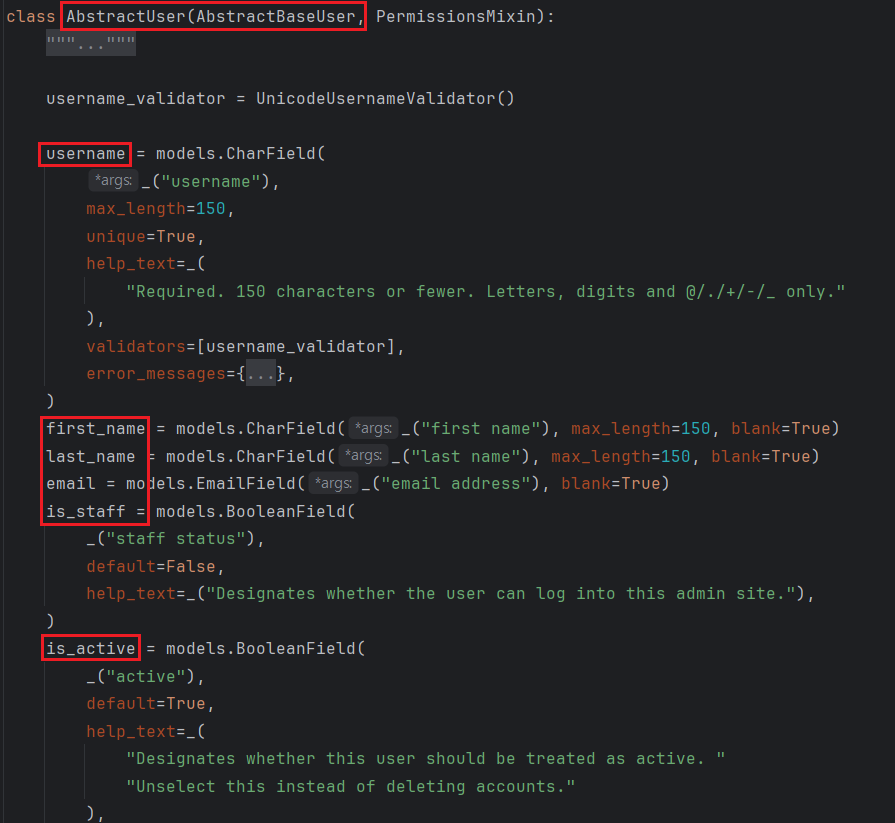 class AbstractUser(AbstractBaseUser, PermissionsMixin):
    """..."""
    username_validator = UnicodeUsernameValidator()
    username = models.CharField(
        *args: _("username"),
        max_length=150,
        unique=True,
        help_text=_(
            "Required. 150 characters or fewer. Letters, digits and @/./+/-/_ only."
        ),
        validators=[username_validator],
        error_messages={...},
    )
    first_name = models.CharField( *args: _("first name"), max_length=150, blank=True)
    last_name = models.CharField( *args: _("last name"), max_length=150, blank=True)
    email = models.EmailField( *args: _("email address"), blank=True)
    is_staff = models.BooleanField(
        _("staff status"),
        default=False,
        help_text=_("Designates whether the user can log into this admin site."),
    )
    is_active = models.BooleanField(
        _("active"),
        default=True,
        help_text=_(
            "Designates whether this user should be treated as active. "
            "Unselect this instead of deleting accounts."
        ),